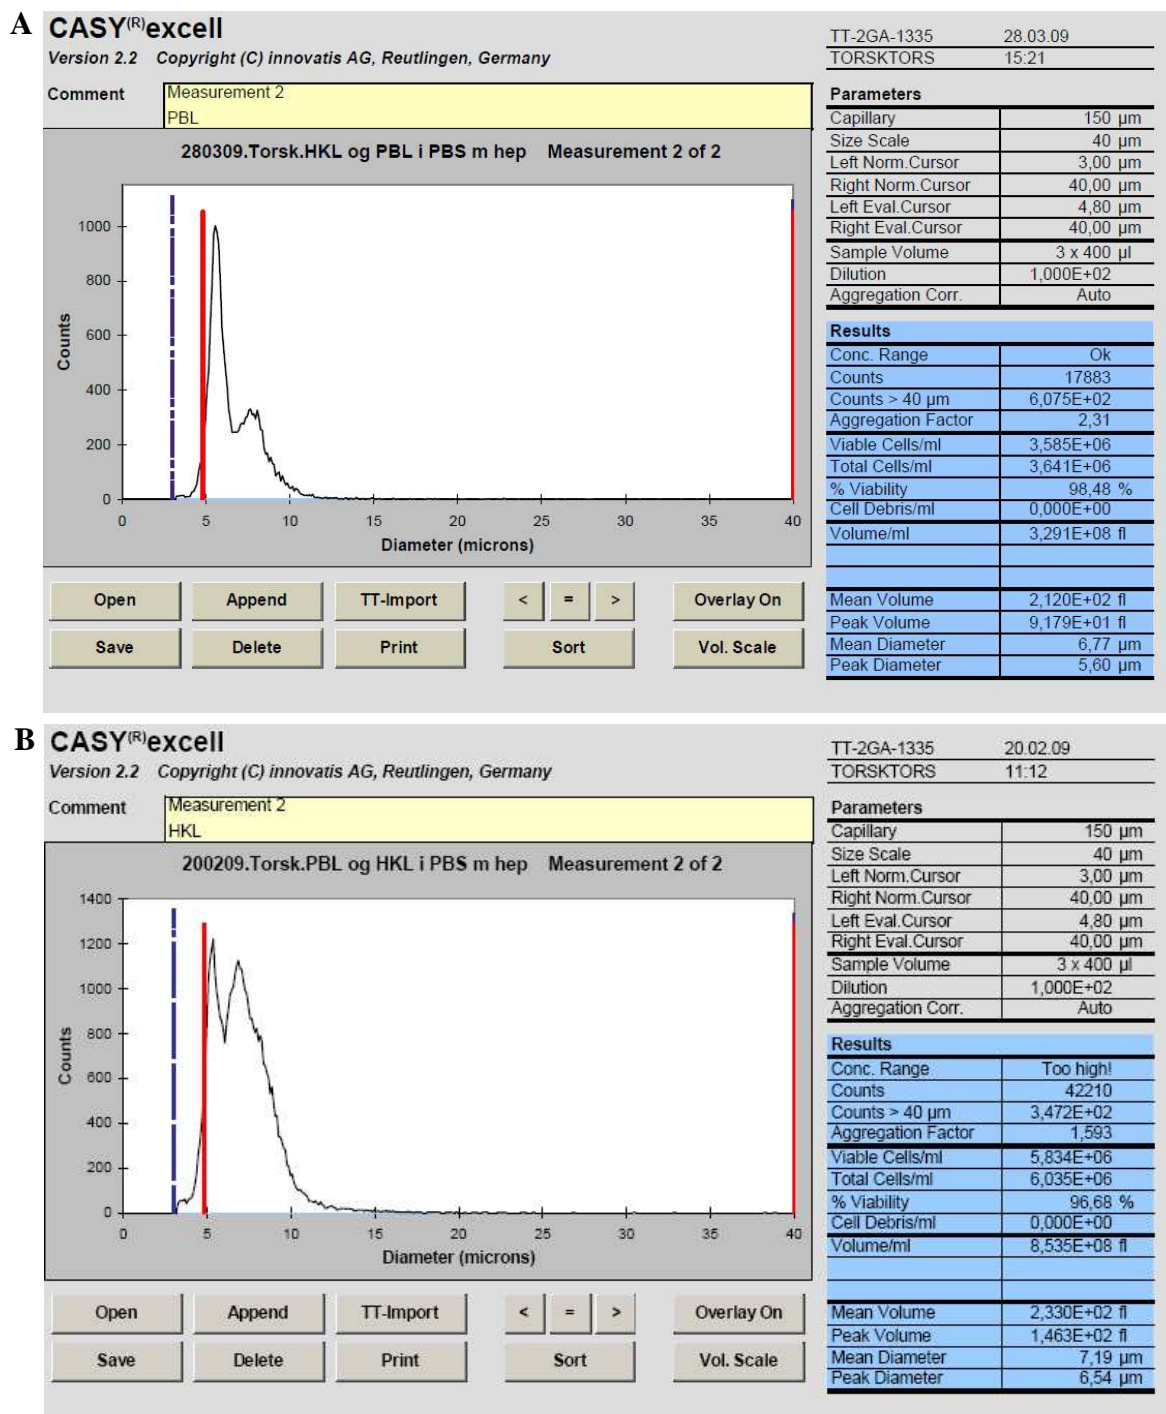 A
CASY(R)excell
Version 2.2 Copyright (C) innovatis AG, Reutlingen, Germany
TT-2GA-1335 28.03.09
TORSKTORS 15:21
Comment
Measurement 2
PBL
280309.Torsk.HKL og PBL i PBS m hep Measurement 2 of 2
Counts
1000
800
600
400
200
0
0 5 10 15 20 25 30 35 40
Diameter (microns)
Open Append TT-Import < = > Overlay On
Save Delete Print Sort Vol. Scale
Parameters
Capillary 150 µm
Size Scale 40 µm
Left Norm.Cursor 3,00 µm
Right Norm.Cursor 40,00 µm
Left Eval.Cursor 4,80 µm
Right Eval.Cursor 40,00 µm
Sample Volume 3 x 400 µl
Dilution 1,000E+02
Aggregation Corr. Auto
Results
Conc. Range Ok
Counts 17883
Counts > 40 µm 6,075E+02
Aggregation Factor 2,31
Viable Cells/ml 3,585E+06
Total Cells/ml 3,641E+06
% Viability 98,48 %
Cell Debris/ml 0,000E+00
Volume/ml 3,291E+08 fl
Mean Volume 2,120E+02 fl
Peak Volume 9,179E+01 fl
Mean Diameter 6,77 µm
Peak Diameter 5,60 µm
B
CASY(R)excell
Version 2.2 Copyright (C) innovatis AG, Reutlingen, Germany
TT-2GA-1335 20.02.09
TORSKTORS 11:12
Comment
Measurement 2
HKL
200209.Torsk.PBL og HKL i PBS m hep Measurement 2 of 2
Counts
1400
1200
1000
800
600
400
200
0
0 5 10 15 20 25 30 35 40
Diameter (microns)
Open Append TT-Import < = > Overlay On
Save Delete Print Sort Vol. Scale
Parameters
Capillary 150 µm
Size Scale 40 µm
Left Norm.Cursor 3,00 µm
Right Norm.Cursor 40,00 µm
Left Eval.Cursor 4,80 µm
Right Eval.Cursor 40,00 µm
Sample Volume 3 x 400 µl
Dilution 1,000E+02
Aggregation Corr. Auto
Results
Conc. Range Too high!
Counts 42210
Counts > 40 µm 3,472E+02
Aggregation Factor 1,593
Viable Cells/ml 5,834E+06
Total Cells/ml 6,035E+06
% Viability 96,68 %
Cell Debris/ml 0,000E+00
Volume/ml 8,535E+08 fl
Mean Volume 2,330E+02 fl
Peak Volume 1,463E+02 fl
Mean Diameter 7,19 µm
Peak Diameter 6,54 µm